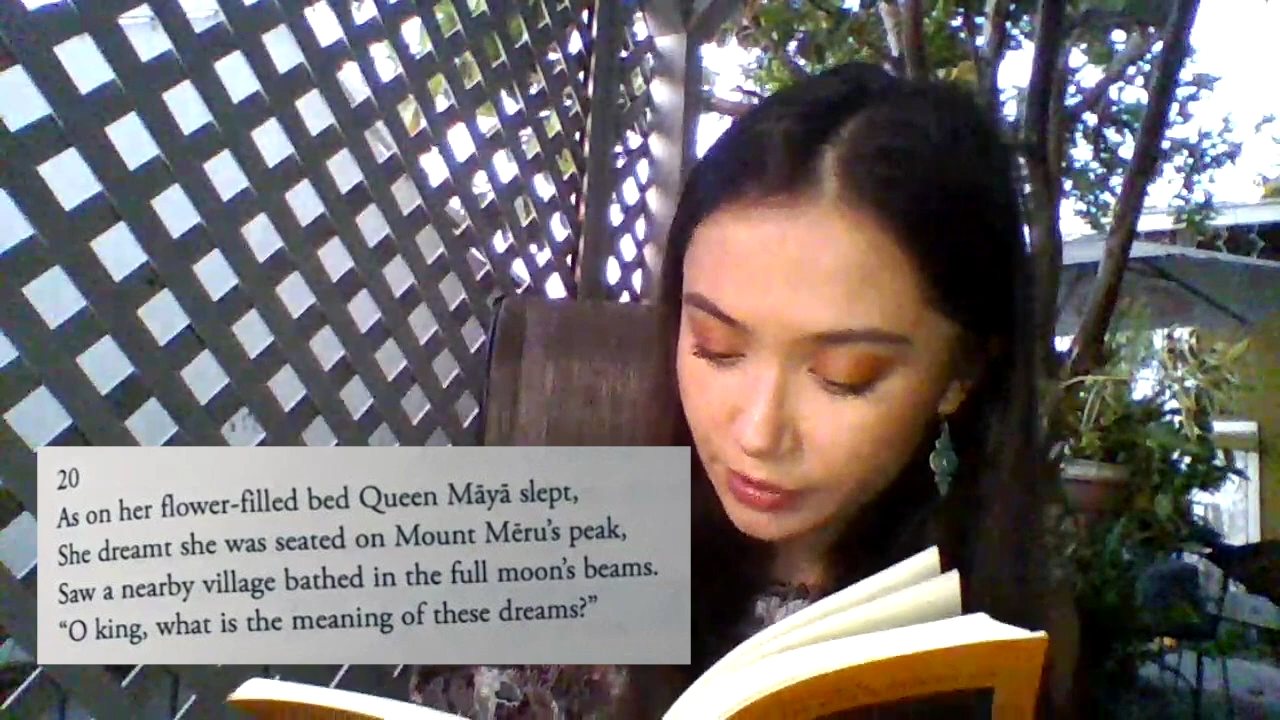 20
As on her flower-filled bed Queen Māyā slept,
She dreamt she was seated on Mount Mēru’s peak,
Saw a nearby village bathed in the full moon’s beams.
“O king, what is the meaning of these dreams?”